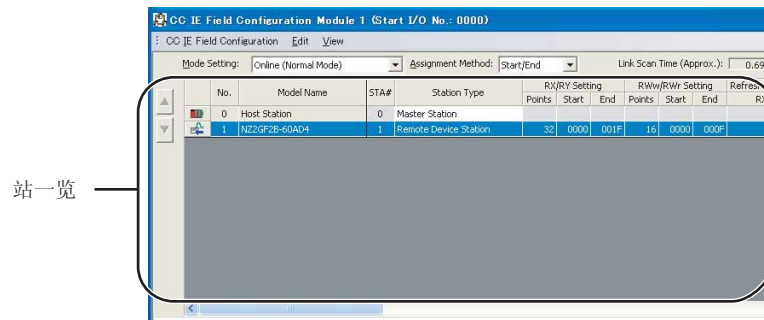 CC IE Field Configuration Module 1 (Start I/O No.: 0000)
CC IE Field Configuration Edit View
Mode Setting: Online (Normal Mode) Assignment Method: Start/End Link Scan Time (Approx.): 0.69
No. Model Name STA# Station Type RX/RY Setting RWw/RWr Setting
Points Start End Points Start End
0 Host Station 0 Master Station
1 NZ2GF2B-60AD4 1 Remote Device Station 32 0000 001F 16 0000 000F
站一览